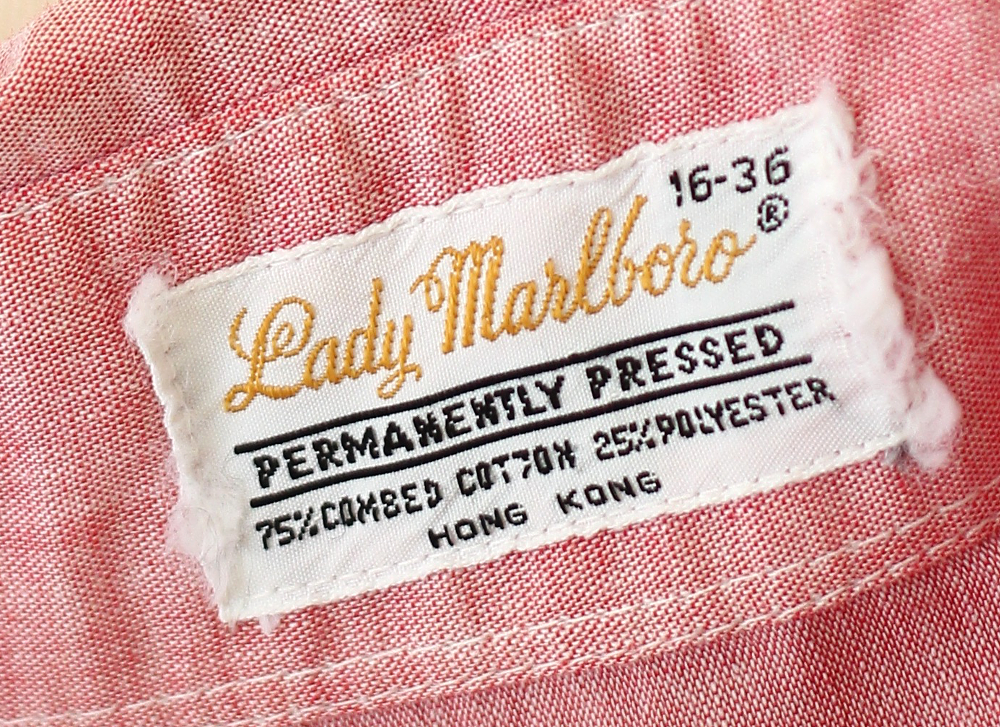 16-36
Lady Marlboro®
PERMANENTLY PRESSED
75% COMBED COTTON 25% POLYESTER
HONG KONG